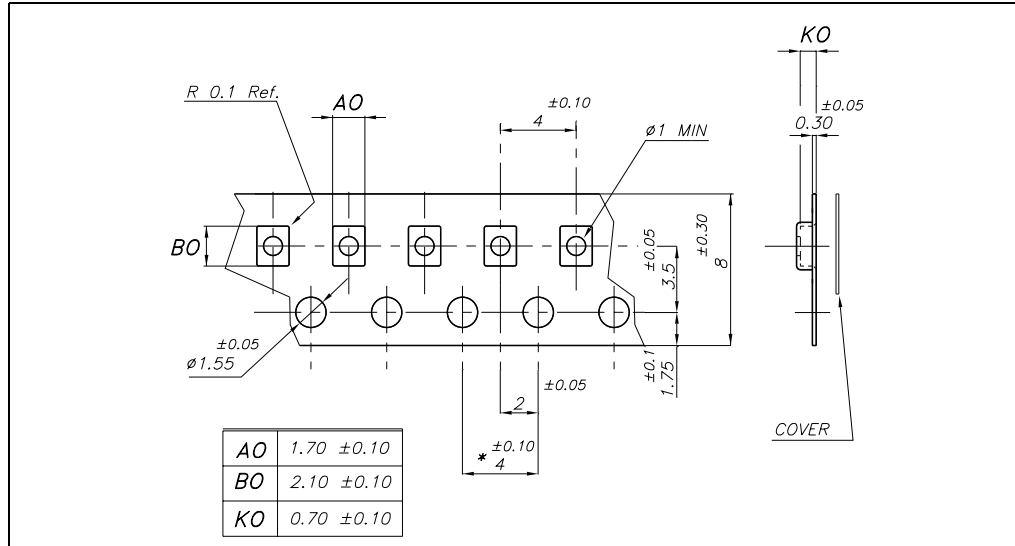 KO
R 0.1 Ref.
AO
±0.10
4
ø1 MIN
±0.05
0.30
BO
±0.05
3.5
±0.30
8
±0.05
ø1.55
±0.1
1.75
±0.05
2
±0.10
* 4
COVER
AO 1.70 ±0.10
BO 2.10 ±0.10
KO 0.70 ±0.10